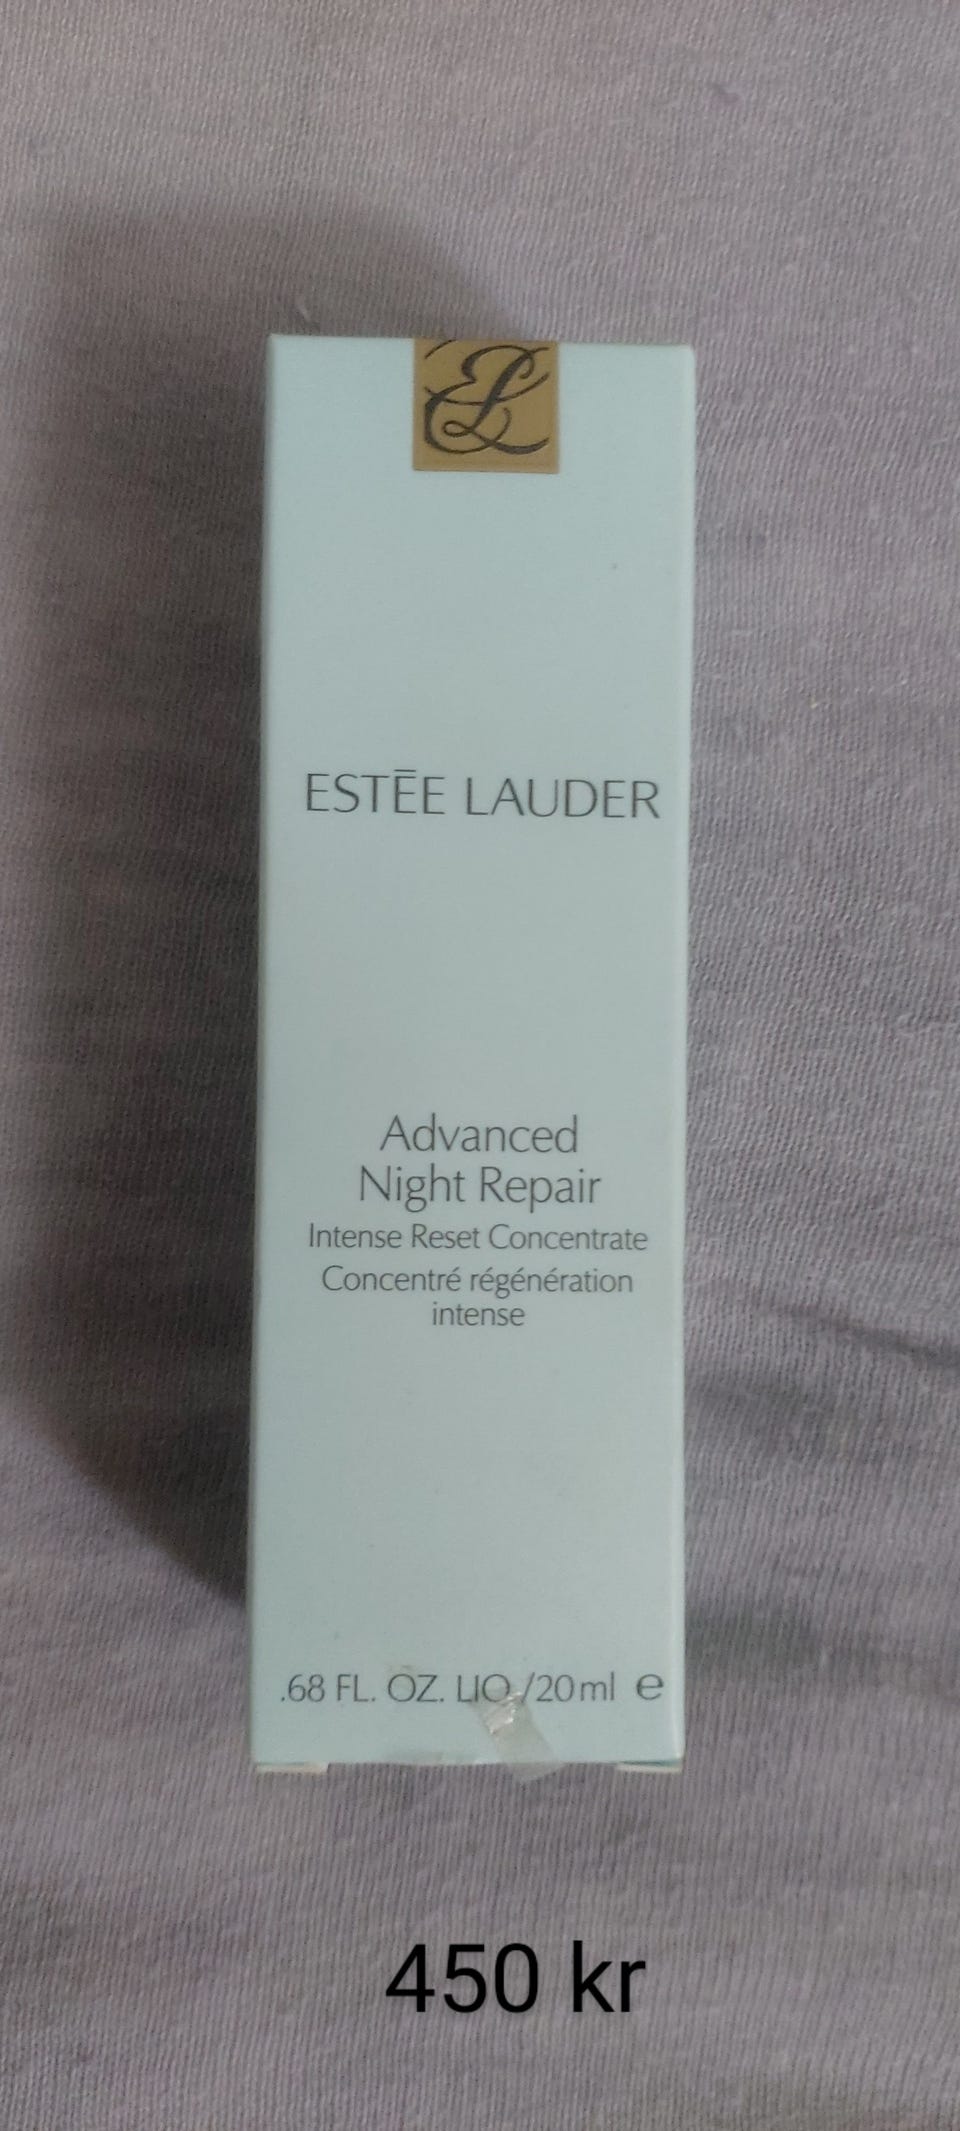 EL
ESTĒE LAUDER
Advanced
Night Repair
Intense Reset Concentrate
Concentré régénération
intense
.68 FL. OZ. LIQ./20ml e
450 kr